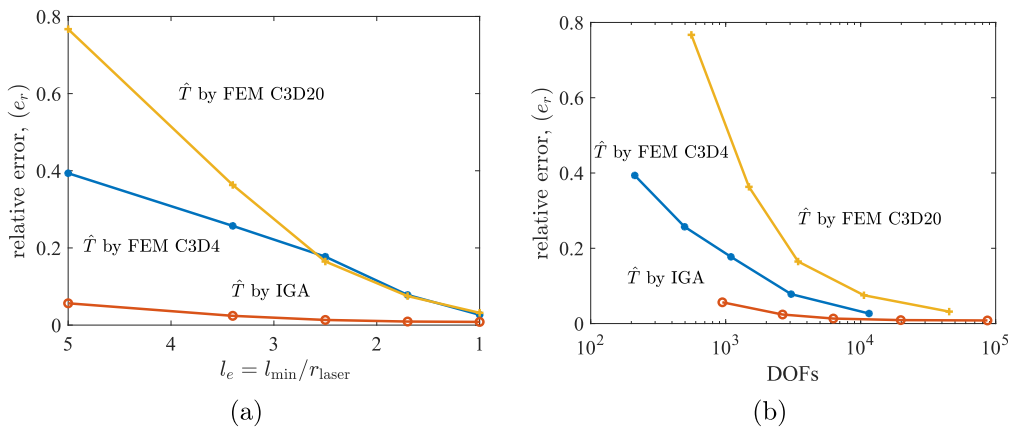 0.8
0.6
0.4
0.2
0
relative error, (e_r)
T̂ by FEM C3D20
T̂ by FEM C3D4
T̂ by IGA
5 4 3 2 1
l_e = l_min/r_laser
(a)
0.8
0.6
0.4
0.2
0
relative error, (e_r)
T̂ by FEM C3D4
T̂ by FEM C3D20
T̂ by IGA
10^2 10^3 10^4 10^5
DOFs
(b)